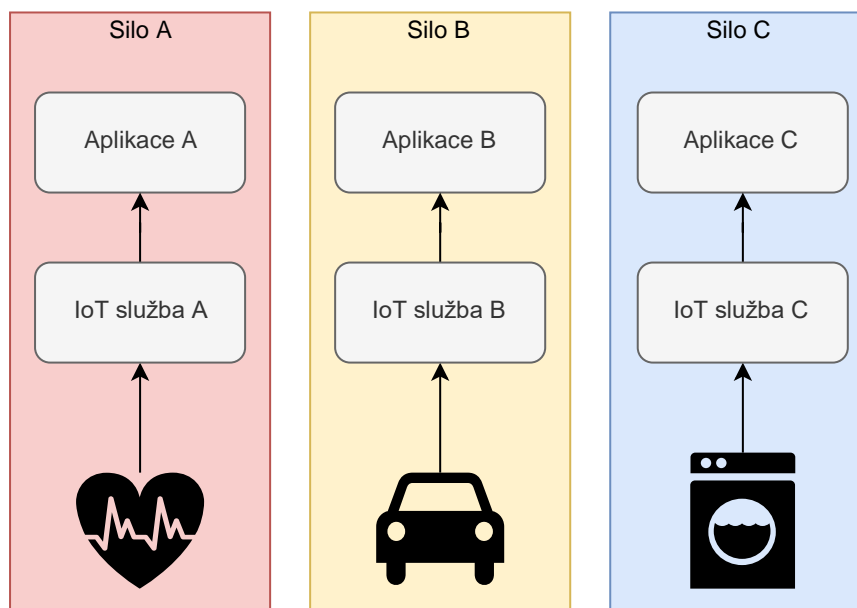 Silo A
Silo B
Silo C
Aplikace A
Aplikace B
Aplikace C
IoT služba A
IoT služba B
IoT služba C